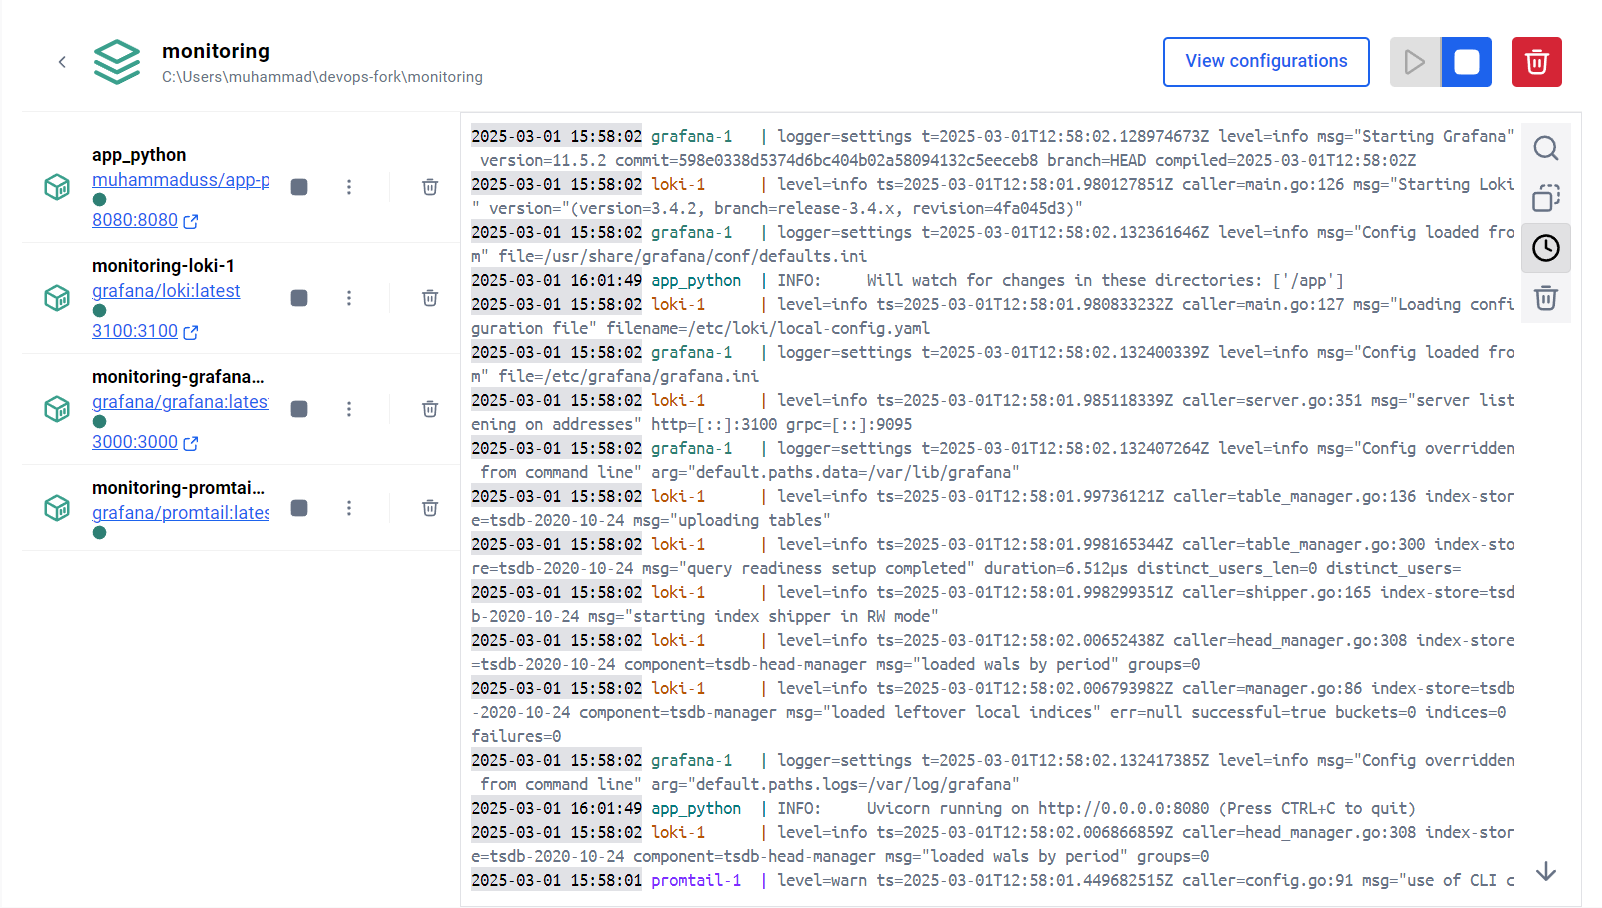 monitoring
C:\Users\muhammad\devops-fork\monitoring
View configurations
app_python
muhammaduss/app-p
8080:8080
monitoring-loki-1
grafana/loki:latest
3100:3100
monitoring-grafana...
grafana/grafana:latest
3000:3000
monitoring-promtai...
grafana/promtail:lates
2025-03-01 15:58:02 grafana-1 | logger=settings t=2025-03-01T12:58:02.128974673Z level=info msg="Starting Grafana"
version=11.5.2 commit=598e0338d5374d6bc404b02a58094132c5eeceb8 branch=HEAD compiled=2025-03-01T12:58:02Z
2025-03-01 15:58:02 loki-1 | level=info ts=2025-03-01T12:58:01.980127851Z caller=main.go:126 msg="Starting Loki
" version="(version=3.4.2, branch=release-3.4.x, revision=4fa045d3)"
2025-03-01 15:58:02 grafana-1 | logger=settings t=2025-03-01T12:58:02.132361646Z level=info msg="Config loaded fro
m" file=/usr/share/grafana/conf/defaults.ini
2025-03-01 16:01:49 app_python | INFO: Will watch for changes in these directories: ['/app']
2025-03-01 15:58:02 loki-1 | level=info ts=2025-03-01T12:58:01.980833232Z caller=main.go:127 msg="Loading confi
guration file" filename=/etc/loki/local-config.yaml
2025-03-01 15:58:02 grafana-1 | logger=settings t=2025-03-01T12:58:02.132400339Z level=info msg="Config loaded fro
m" file=/etc/grafana/grafana.ini
2025-03-01 15:58:02 loki-1 | level=info ts=2025-03-01T12:58:01.985118339Z caller=server.go:351 msg="server list
ening on addresses" http=[::]:3100 grpc=[::]:9095
2025-03-01 15:58:02 grafana-1 | logger=settings t=2025-03-01T12:58:02.132407264Z level=info msg="Config overridden
from command line" arg="default.paths.data=/var/lib/grafana"
2025-03-01 15:58:02 loki-1 | level=info ts=2025-03-01T12:58:01.99736121Z caller=table_manager.go:136 index-stor
e=tsdb-2020-10-24 msg="uploading tables"
2025-03-01 15:58:02 loki-1 | level=info ts=2025-03-01T12:58:01.998165344Z caller=table_manager.go:300 index-sto
re=tsdb-2020-10-24 msg="query readiness setup completed" duration=6.512µs distinct_users_len=0 distinct_users=
2025-03-01 15:58:02 loki-1 | level=info ts=2025-03-01T12:58:01.998299351Z caller=shipper.go:165 index-store=tsd
b-2020-10-24 msg="starting index shipper in RW mode"
2025-03-01 15:58:02 loki-1 | level=info ts=2025-03-01T12:58:02.00652438Z caller=head_manager.go:308 index-store
=tsdb-2020-10-24 component=tsdb-head-manager msg="loaded wals by period" groups=0
2025-03-01 15:58:02 loki-1 | level=info ts=2025-03-01T12:58:02.006793982Z caller=manager.go:86 index-store=tsdb
-2020-10-24 component=tsdb-manager msg="loaded leftover local indices" err=null successful=true buckets=0 indices=0
failures=0
2025-03-01 15:58:02 grafana-1 | logger=settings t=2025-03-01T12:58:02.132417385Z level=info msg="Config overridden
from command line" arg="default.paths.logs=/var/log/grafana"
2025-03-01 16:01:49 app_python | INFO: Uvicorn running on http://0.0.0.0:8080 (Press CTRL+C to quit)
2025-03-01 15:58:02 loki-1 | level=info ts=2025-03-01T12:58:02.006866859Z caller=head_manager.go:308 index-stor
e=tsdb-2020-10-24 component=tsdb-head-manager msg="loaded wals by period" groups=0
2025-03-01 15:58:01 promtail-1 | level=warn ts=2025-03-01T12:58:01.449682515Z caller=config.go:91 msg="use of CLI c